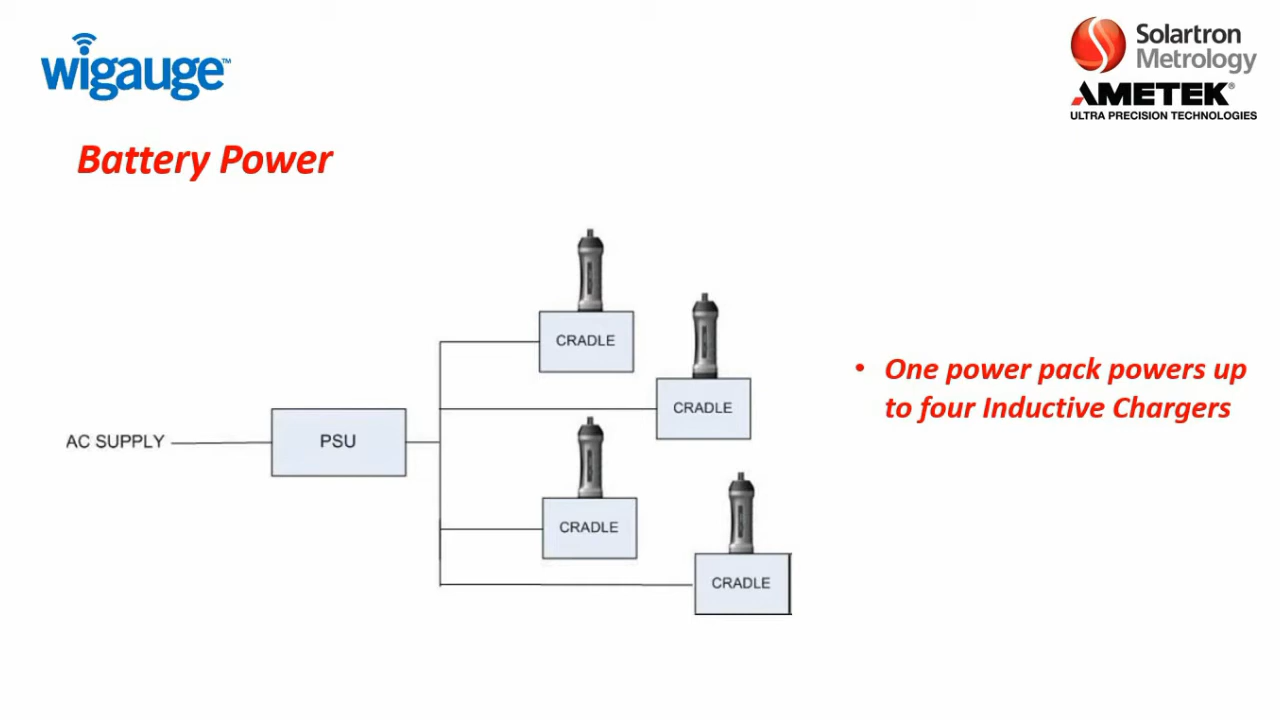 wigauge™
Solartron
Metrology
AMETEK®
ULTRA PRECISION TECHNOLOGIES
Battery Power
CRADLE
CRADLE
AC SUPPLY
PSU
CRADLE
CRADLE
• One power pack powers up
to four Inductive Chargers